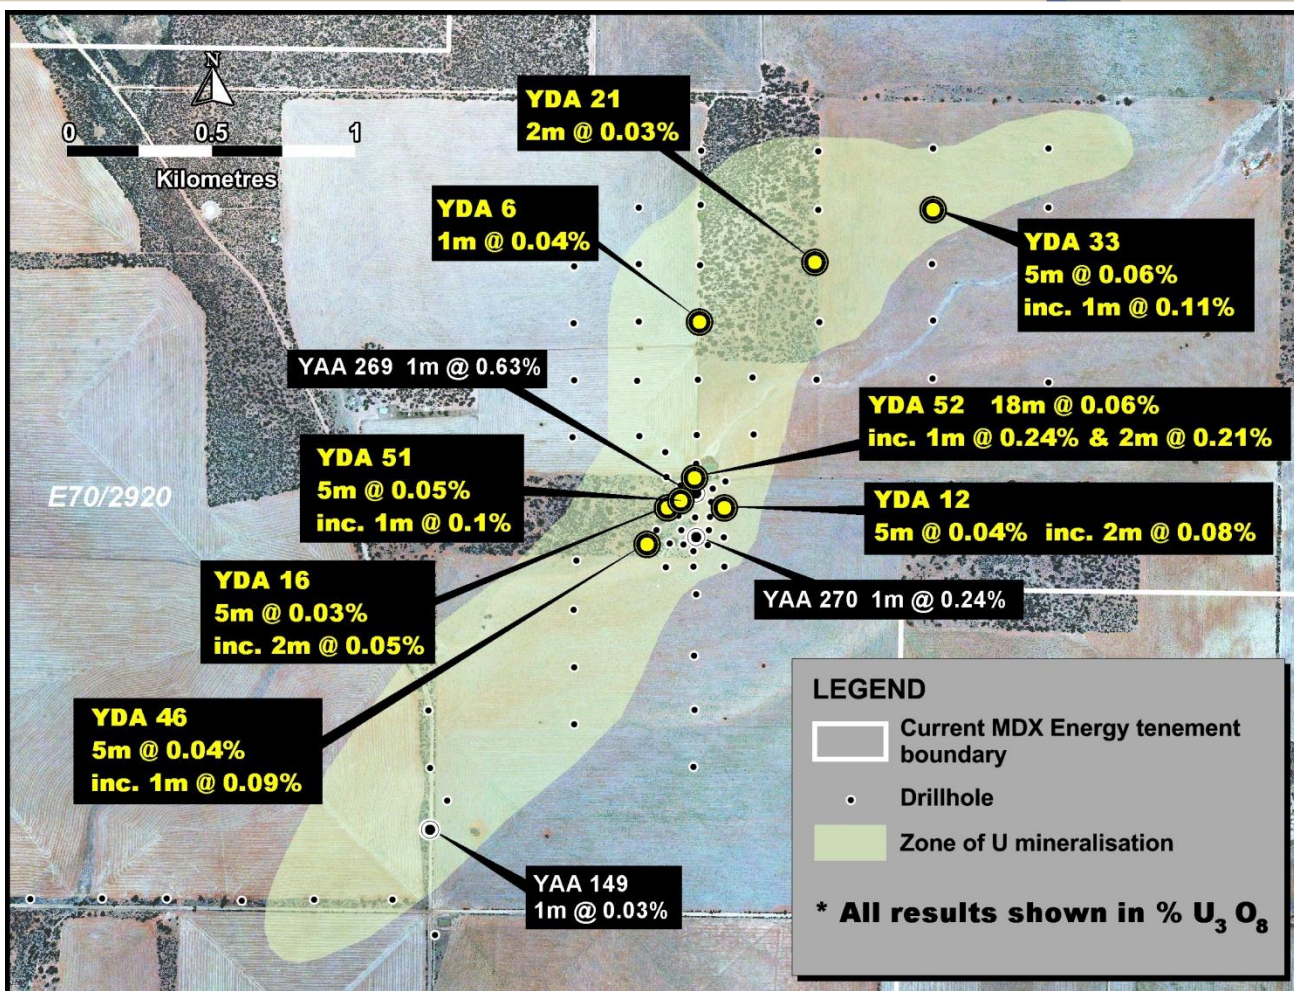 N
0 0.5 1
Kilometres
YDA 21
2m @ 0.03%
YDA 6
1m @ 0.04%
YDA 33
5m @ 0.06%
inc. 1m @ 0.11%
YAA 269 1m @ 0.63%
YDA 52 18m @ 0.06%
inc. 1m @ 0.24% & 2m @ 0.21%
YDA 51
5m @ 0.05%
inc. 1m @ 0.1%
E70/2920
YDA 12
5m @ 0.04% inc. 2m @ 0.08%
YDA 16
5m @ 0.03%
inc. 2m @ 0.05%
YAA 270 1m @ 0.24%
YDA 46
5m @ 0.04%
inc. 1m @ 0.09%
YAA 149
1m @ 0.03%
LEGEND
Current MDX Energy tenement
boundary
Drillhole
Zone of U mineralisation
* All results shown in % U₃ O₈